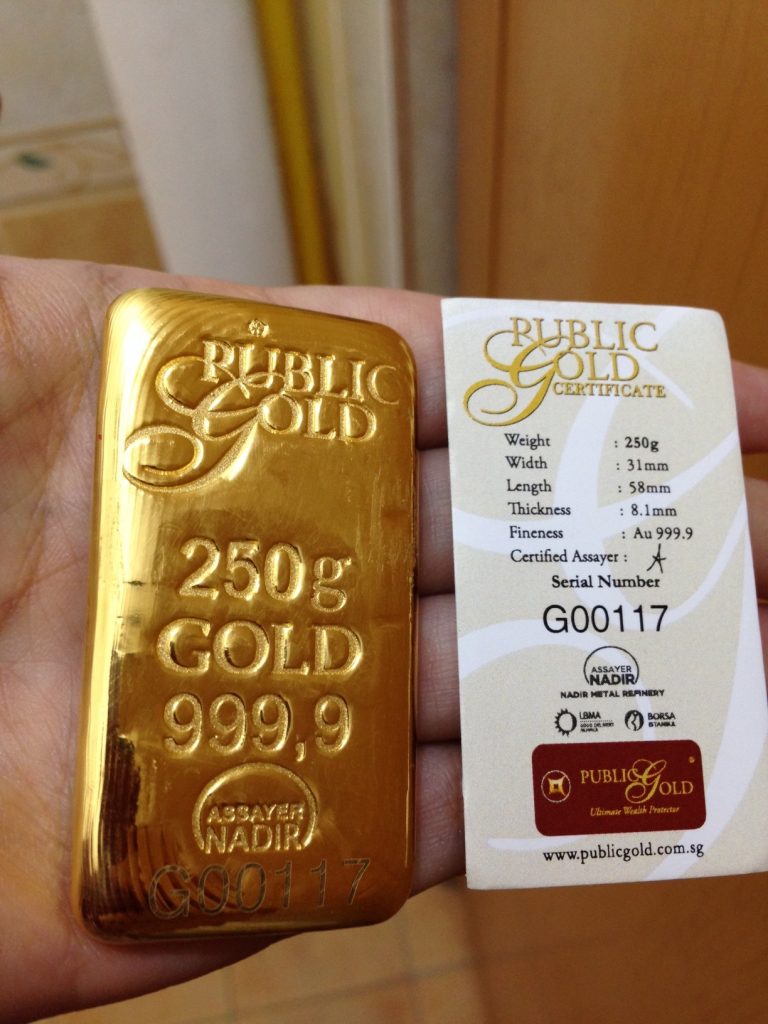 PUBLIC
GOLD
250g
GOLD
999,9
ASSAYER
NADIR
G00117
PUBLIC
GOLD
CERTIFICATE
Weight : 250g
Width : 31mm
Length : 58mm
Thickness : 8.1mm
Fineness : Au 999.9
Certified Assayer :
Serial Number
G00117
ASSAYER
NADIR
NADIR METAL REFINERY
LBMA
BORSA
ISTANBUL
PUBLIC GOLD
Ultimate Wealth Protector
www.publicgold.com.sg